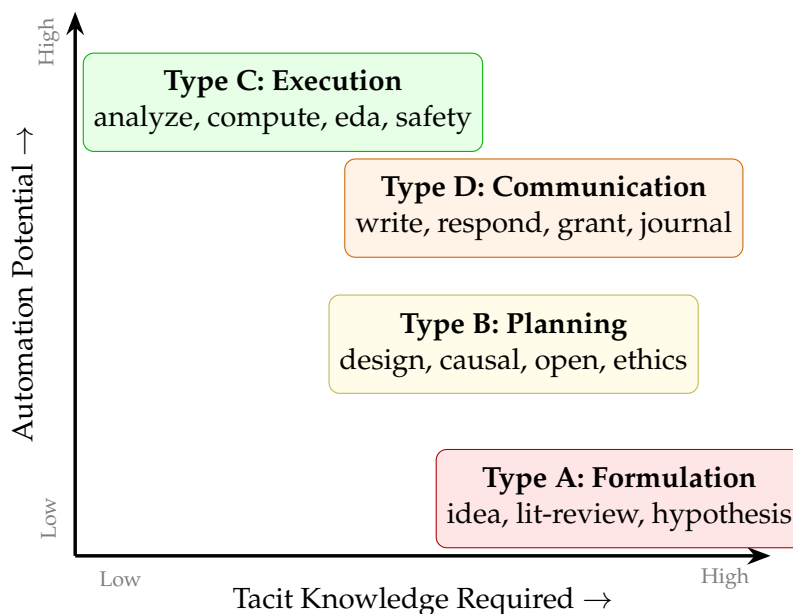 High
Type C: Execution
analyze, compute, eda, safety
Type D: Communication
write, respond, grant, journal
Automation Potential →
Type B: Planning
design, causal, open, ethics
Type A: Formulation
idea, lit-review, hypothesis
Low
Low
High
Tacit Knowledge Required →